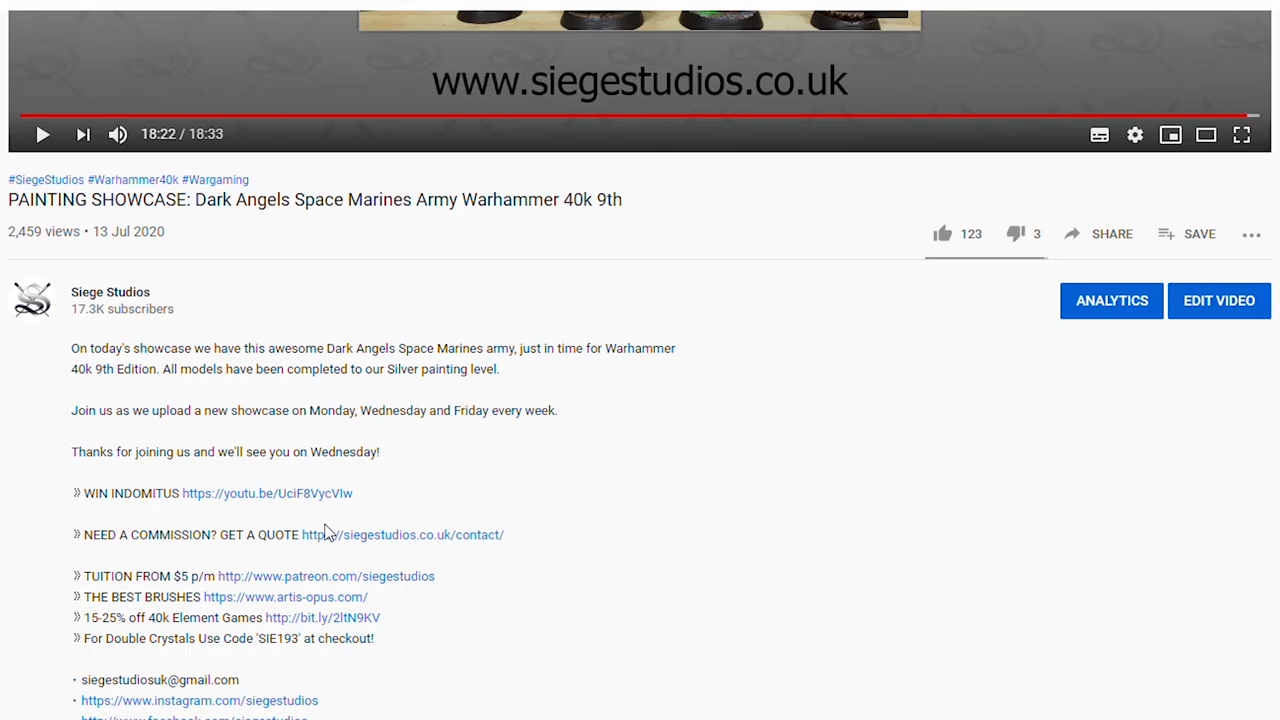 www.siegestudios.co.uk
18:22 / 18:33
#SiegeStudios #Warhammer40k #Wargaming
PAINTING SHOWCASE: Dark Angels Space Marines Army Warhammer 40k 9th
2,459 views • 13 Jul 2020
123 3 SHARE SAVE
Siege Studios
17.3K subscribers
ANALYTICS EDIT VIDEO
On today's showcase we have this awesome Dark Angels Space Marines army, just in time for Warhammer
40k 9th Edition. All models have been completed to our Silver painting level.
Join us as we upload a new showcase on Monday, Wednesday and Friday every week.
Thanks for joining us and we'll see you on Wednesday!
⟫ WIN INDOMITUS https://youtu.be/UciF8VycVIw
⟫ NEED A COMMISSION? GET A QUOTE https://siegestudios.co.uk/contact/
⟫ TUITION FROM $5 p/m http://www.patreon.com/siegestudios
⟫ THE BEST BRUSHES https://www.artis-opus.com/
⟫ 15-25% off 40k Element Games http://bit.ly/2ltN9KV
⟫ For Double Crystals Use Code 'SIE193' at checkout!
· siegestudiosuk@gmail.com
· https://www.instagram.com/siegestudios
· http://www.facebook.com/siegestudios